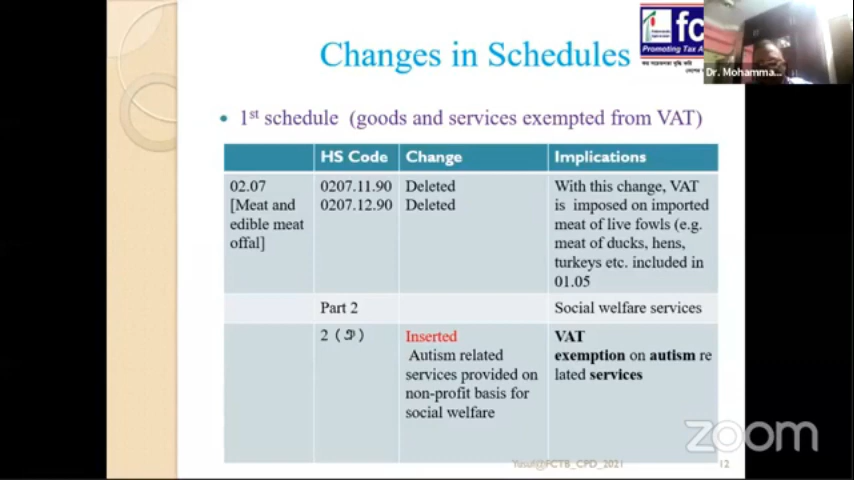 Changes in Schedules
fc
Promoting Tax A
Dr. Mohamma...
• 1st schedule (goods and services exempted from VAT)
HS Code Change Implications
02.07 0207.11.90 Deleted With this change, VAT
[Meat and 0207.12.90 Deleted is imposed on imported
edible meat meat of live fowls (e.g.
offal] meat of ducks, hens,
turkeys etc. included in
01.05
Part 2 Social welfare services
Inserted VAT
Autism related exemption on autism re
services provided on lated services
non-profit basis for
social welfare
zoom
Yusuf@FCTB_CPD_2021 12